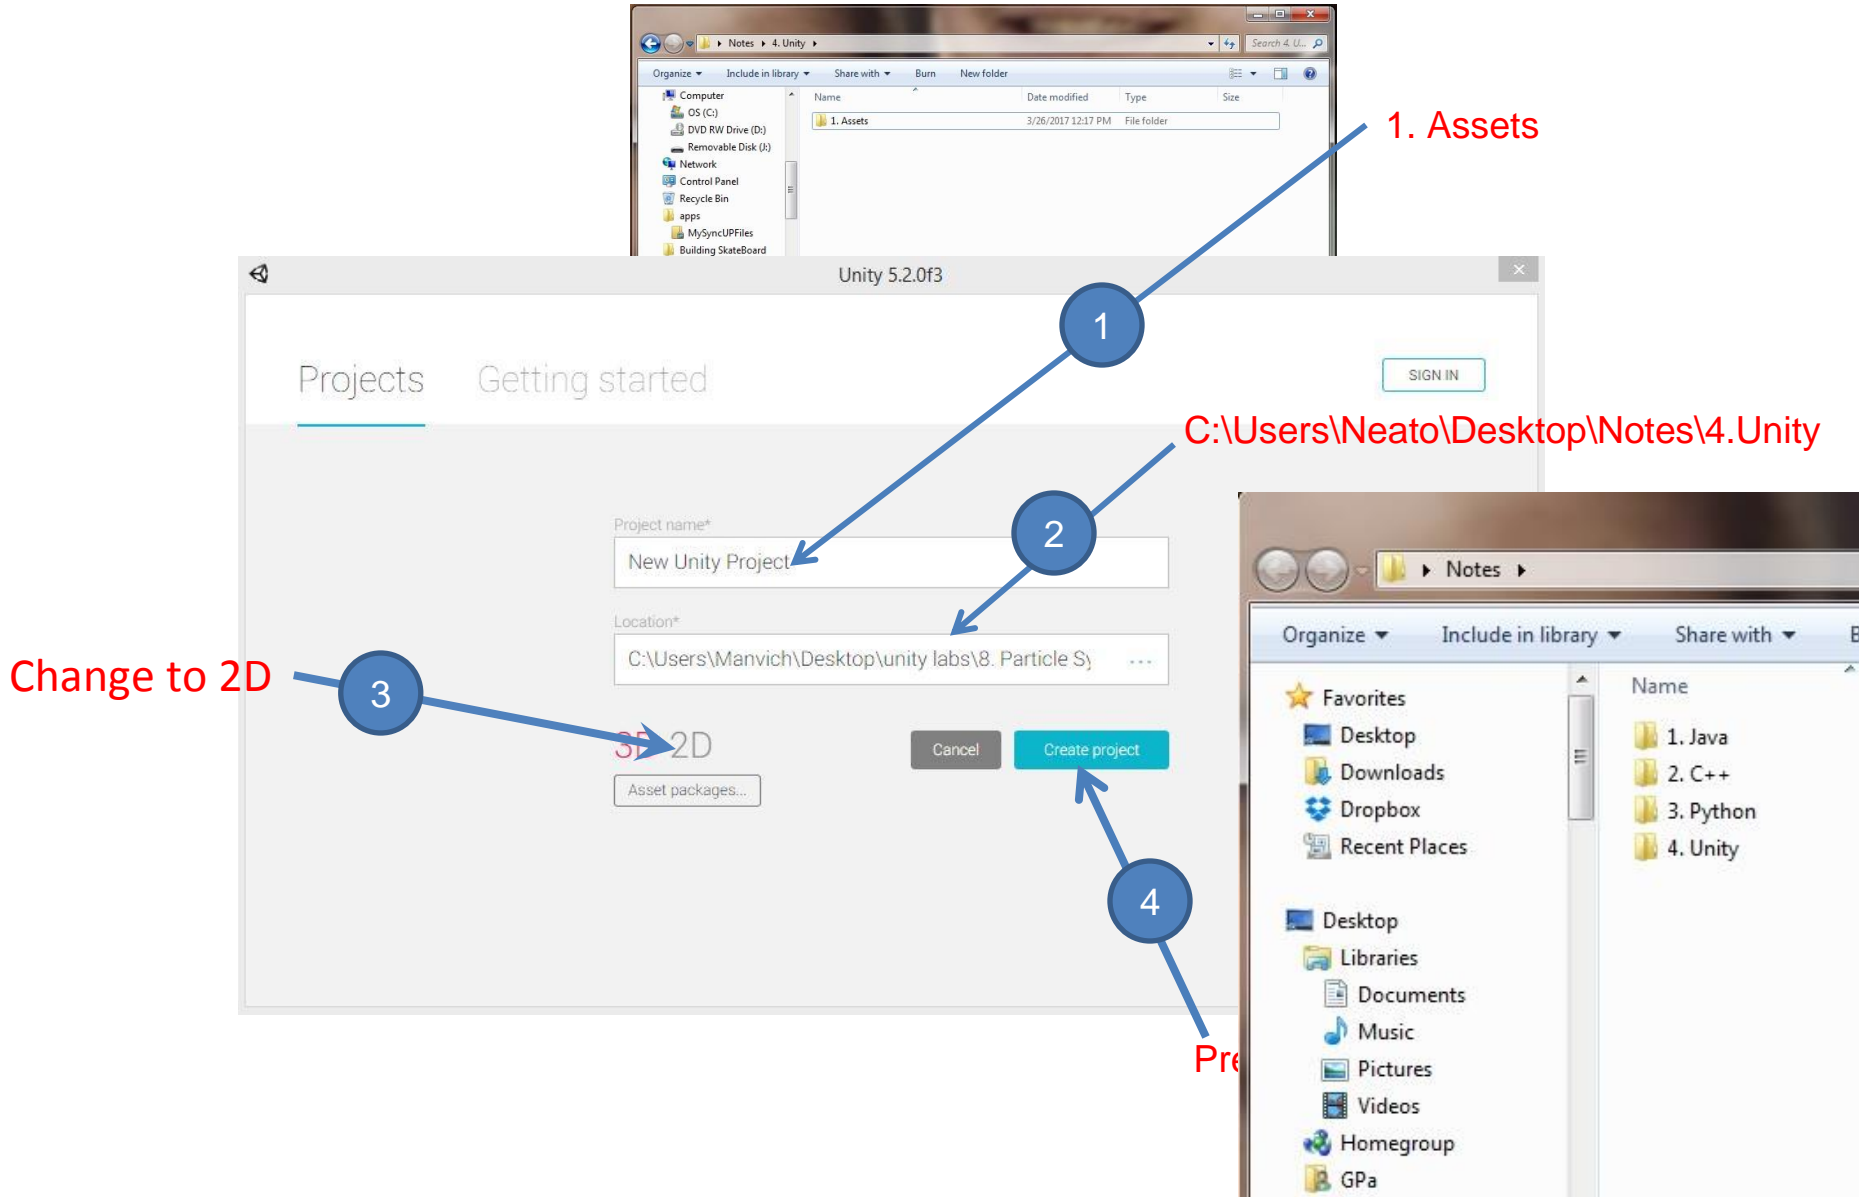 Notes 4. Unity
Search 4. U...
Organize Include in library Share with Burn New folder
Computer
OS (C:)
DVD RW Drive (D:)
Removable Disk (J:)
Network
Control Panel
Recycle Bin
apps
MySyncUPFiles
Building SkateBoard
Name Date modified Type Size
1. Assets 3/26/2017 12:17 PM File folder
1. Assets
Unity 5.2.0f3
1
Projects Getting started
SIGN IN
C:\Users\Neato\Desktop\Notes\4.Unity
2
Project name*
New Unity Project
Location*
C:\Users\Manvich\Desktop\unity labs\8. Particle Sy
...
Change to 2D
3
3D 2D
Cancel Create project
Asset packages...
4
Notes
Organize Include in library Share with
Favorites
Desktop
Downloads
Dropbox
Recent Places
Desktop
Libraries
Documents
Music
Pictures
Videos
Homegroup
GPa
Name
1. Java
2. C++
3. Python
4. Unity